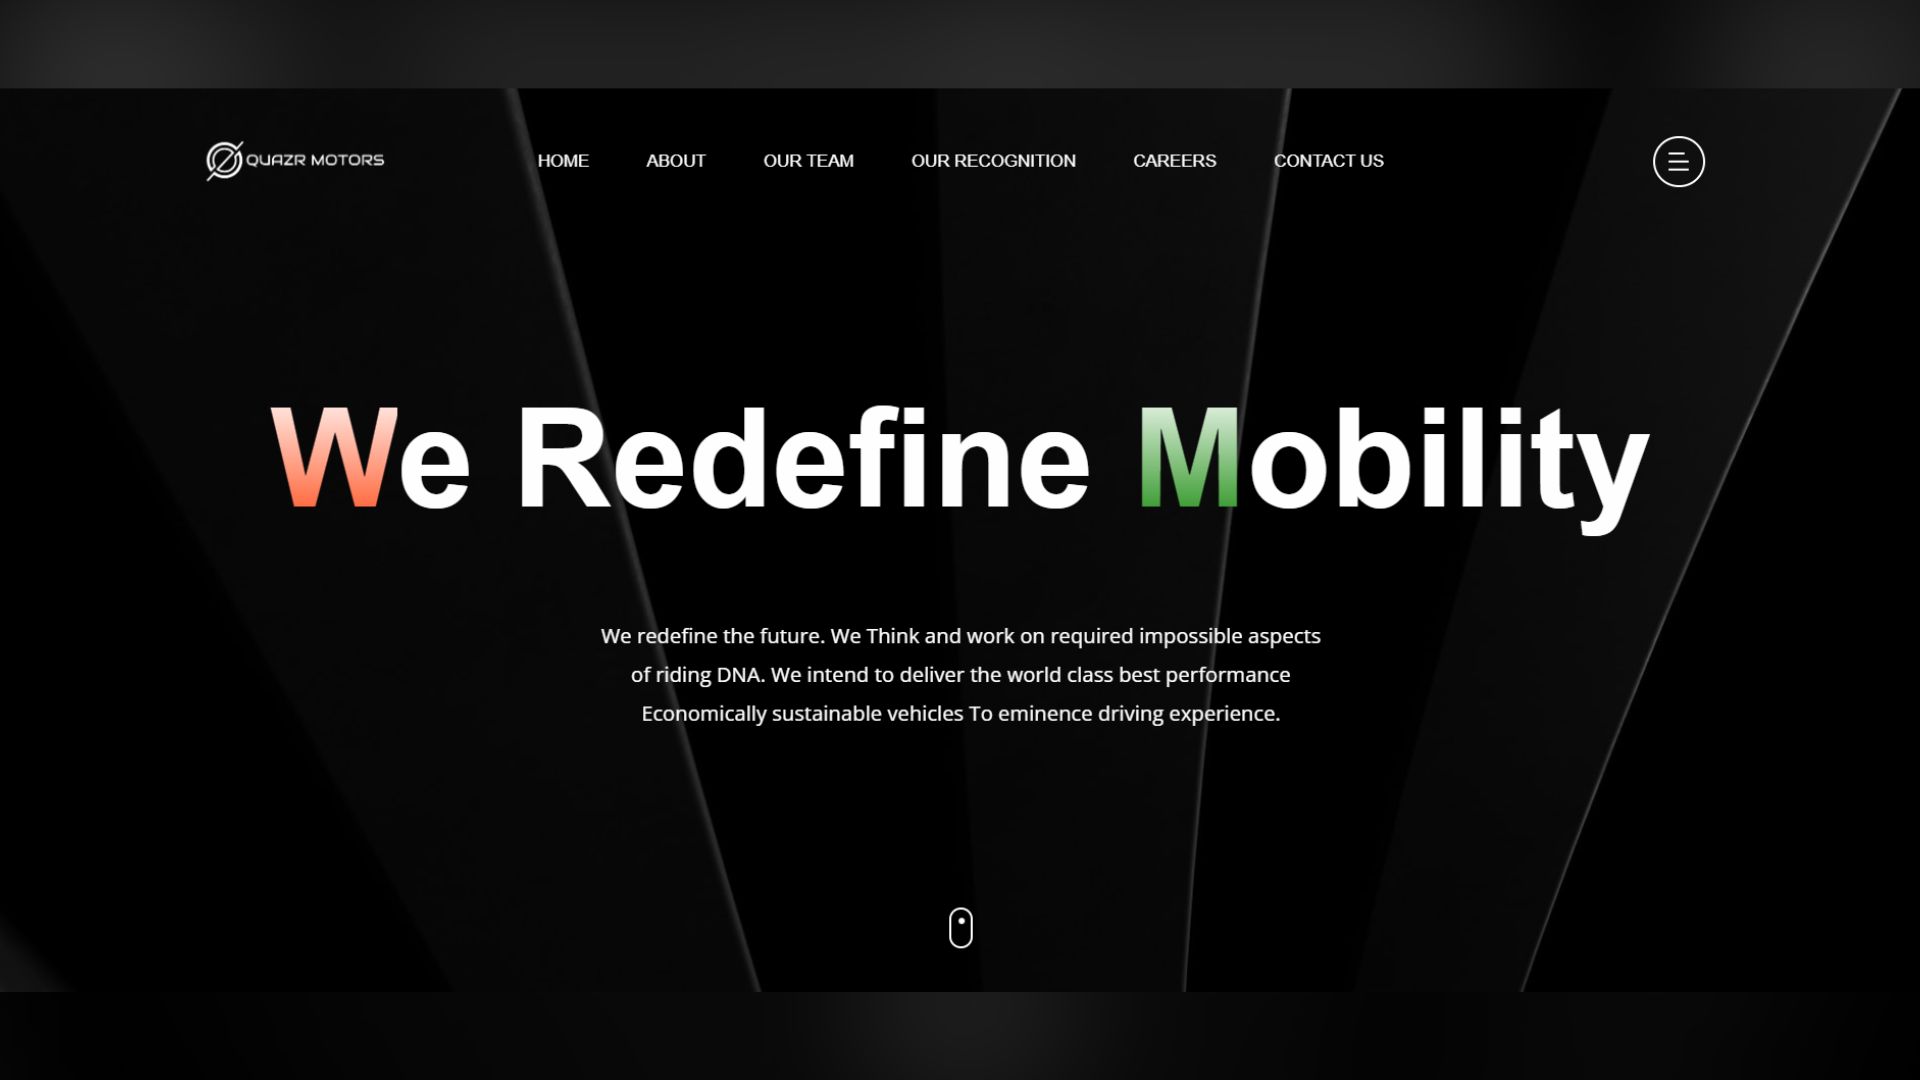 QUAZR MOTORS
HOME ABOUT OUR TEAM OUR RECOGNITION CAREERS CONTACT US
We Redefine Mobility
We redefine the future. We Think and work on required impossible aspects
of riding DNA. We intend to deliver the world class best performance
Economically sustainable vehicles To eminence driving experience.